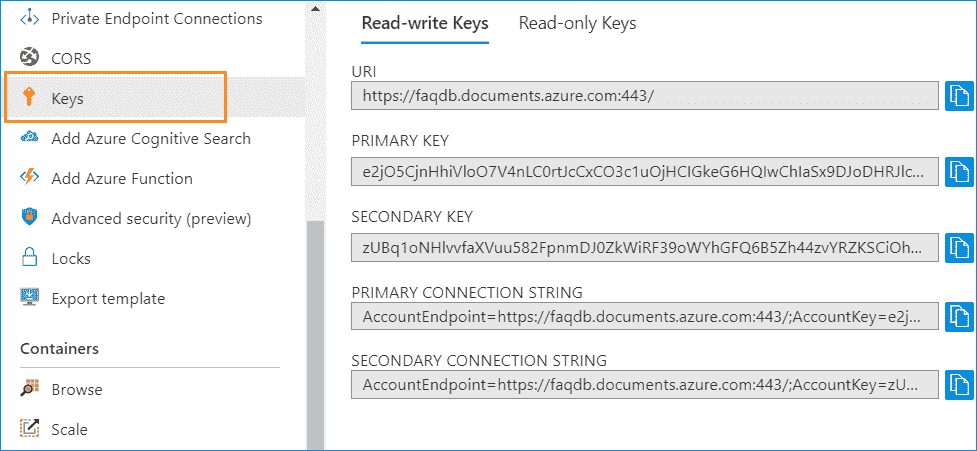 Private Endpoint Connections
CORS
Keys
Add Azure Cognitive Search
Add Azure Function
Advanced security (preview)
Locks
Export template
Containers
Browse
Scale
Read-write Keys
Read-only Keys
URI
https://faqdb.documents.azure.com:443/
PRIMARY KEY
SECONDARY KEY
PRIMARY CONNECTION STRING
AccountEndpoint=https://faqdb.documents.azure.com:443/;AccountKey=e2j...
SECONDARY CONNECTION STRING
AccountEndpoint=https://faqdb.documents.azure.com:443/;AccountKey=zU...